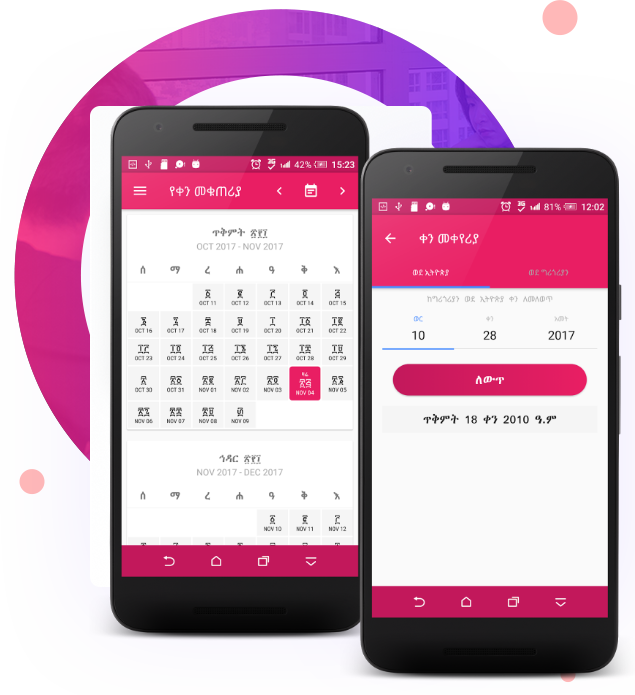 42% 15:23
የቀን መቁጠሪያ
ጥቅምት ፳፻፲
OCT 2017 - NOV 2017
ሰ ማ ረ ሐ ዓ ቅ እ
፩ ፪ ፫ ፬ ፭
OCT 11 OCT 12 OCT 13 OCT 14 OCT 15
፮ ፯ ፰ ፱ ፲ ፲፩ ፲፪
OCT 16 OCT 17 OCT 18 OCT 19 OCT 20 OCT 21 OCT 22
፲፫ ፲፬ ፲፭ ፲፮ ፲፯ ፲፰ ፲፱
OCT 23 OCT 24 OCT 25 OCT 26 OCT 27 OCT 28 OCT 29
ዛሬ
፳ ፳፩ ፳፪ ፳፫ ፳፬ ፳፭ ፳፮
OCT 30 OCT 31 NOV 01 NOV 02 NOV 03 NOV 04 NOV 05
፳፯ ፳፰ ፳፱ ፴
NOV 06 NOV 07 NOV 08 NOV 09
ኅዳር ፳፻፲
NOV 2017 - DEC 2017
ሰ ማ ረ ሐ ዓ ቅ እ
፩ ፪ ፫
NOV 10 NOV 11 NOV 12
81% 12:02
ቀን መቀየሪያ
ወደ ኢትዮጵያ ወደ ግሪጎሪያን
ከግሪጎሪያን ወደ ኢትዮጵያ ቀን ለመለወጥ
ወር ቀን አመት
10 28 2017
ለውጥ
ጥቅምት 18 ቀን 2010 ዓ.ም